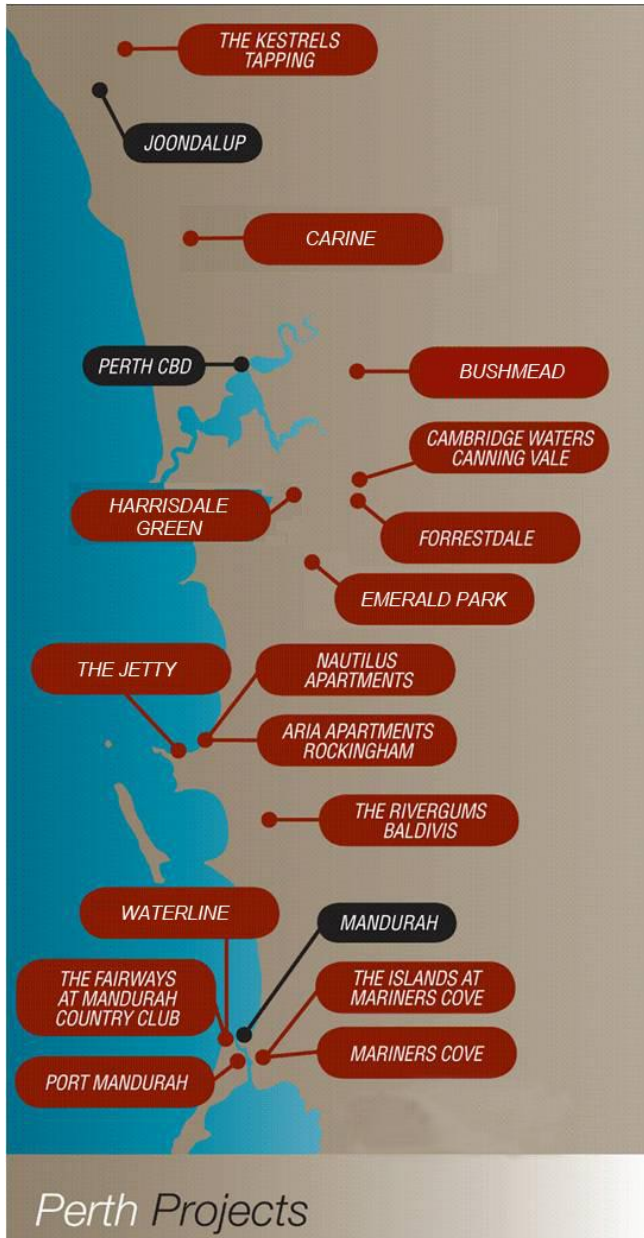 THE KESTRELS
TAPPING
JOONDALUP
CARINE
PERTH CBD
BUSHMEAD
CAMBRIDGE WATERS
CANNING VALE
HARRISDALE
GREEN
FORRESTDALE
EMERALD PARK
THE JETTY
NAUTILUS
APARTMENTS
ARIA APARTMENTS
ROCKINGHAM
THE RIVERGUMS
BALDIVIS
WATERLINE
MANDURAH
THE FAIRWAYS
AT MANDURAH
COUNTRY CLUB
THE ISLANDS AT
MARINERS COVE
PORT MANDURAH
MARINERS COVE
Perth Projects